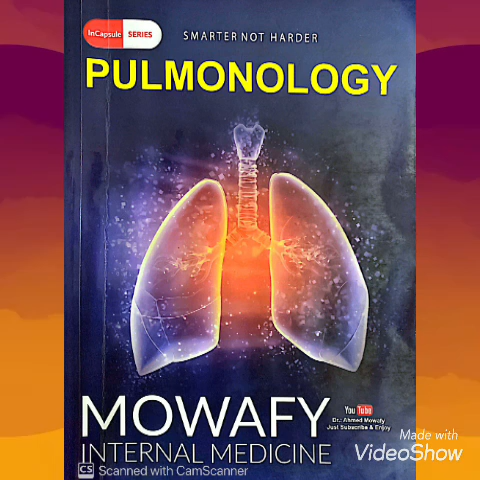 InCapsule SERIES
SMARTER NOT HARDER
PULMONOLOGY
MOWAFY
INTERNAL MEDICINE
You Tube
Dr.: Ahmed Mowafy
Just Subscribe & Enjoy
CS Scanned with CamScanner
Made with
VideoShow